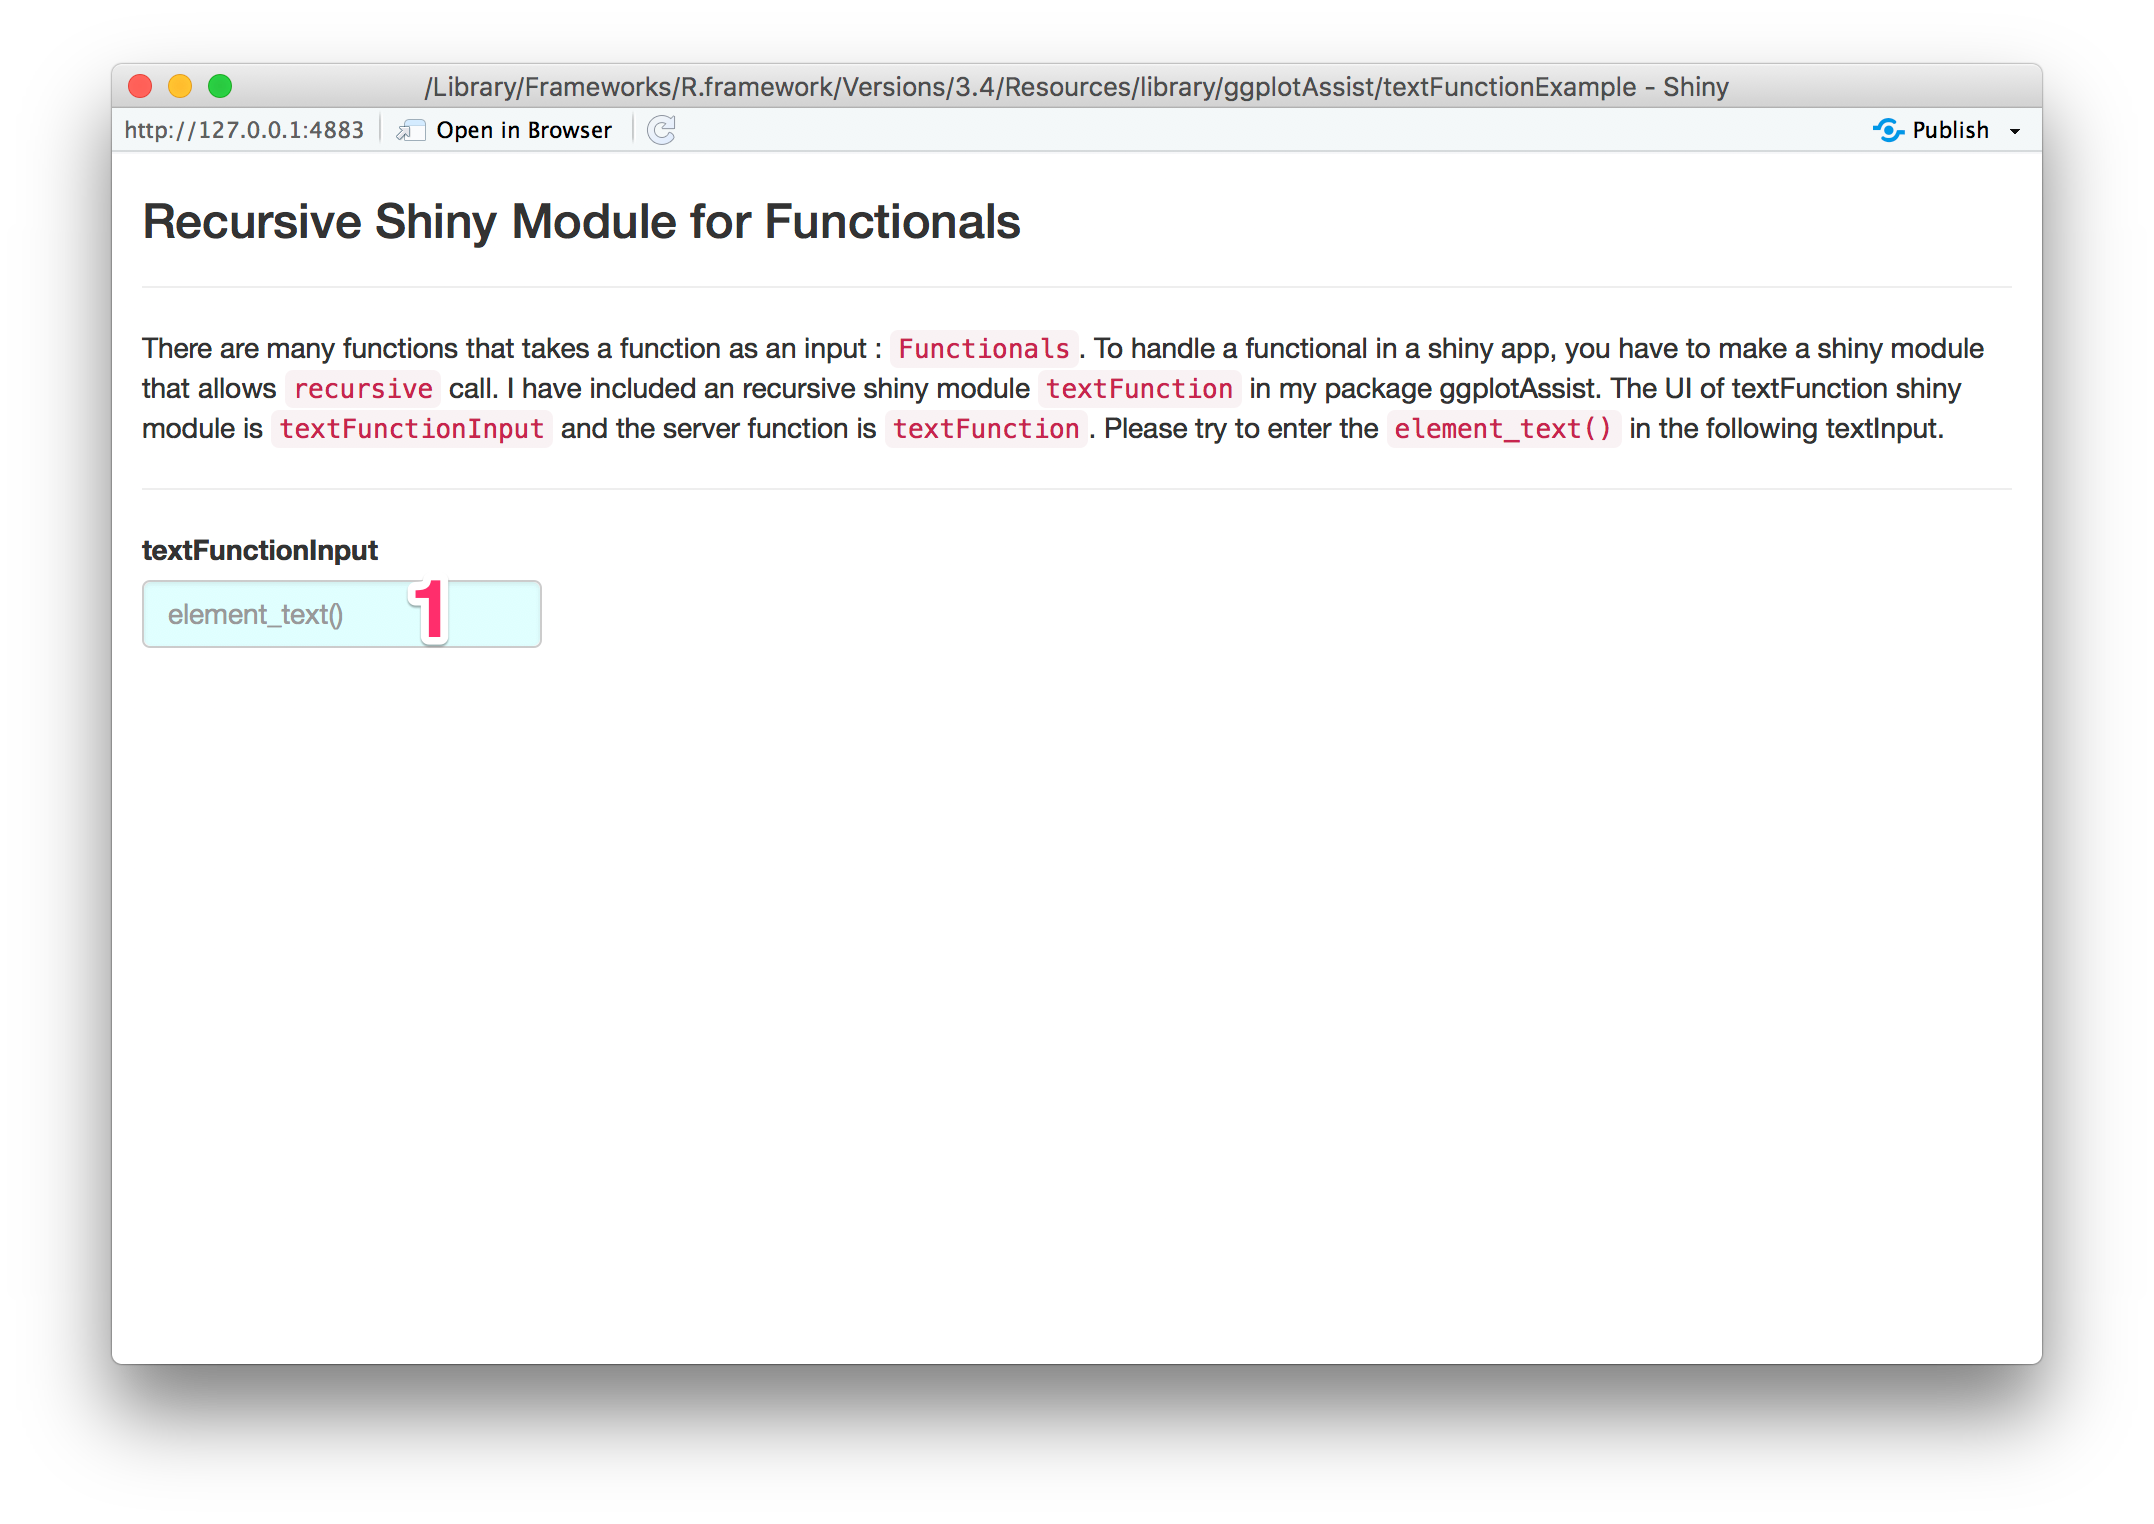 /Library/Frameworks/R.framework/Versions/3.4/Resources/library/ggplotAssist/textFunctionExample - Shiny
http://127.0.0.1:4883 Open in Browser Publish
Recursive Shiny Module for Functionals
There are many functions that takes a function as an input : Functionals . To handle a functional in a shiny app, you have to make a shiny module
that allows recursive call. I have included an recursive shiny module textFunction in my package ggplotAssist. The UI of textFunction shiny
module is textFunctionInput and the server function is textFunction . Please try to enter the element_text() in the following textInput.
textFunctionInput
element_text() 1